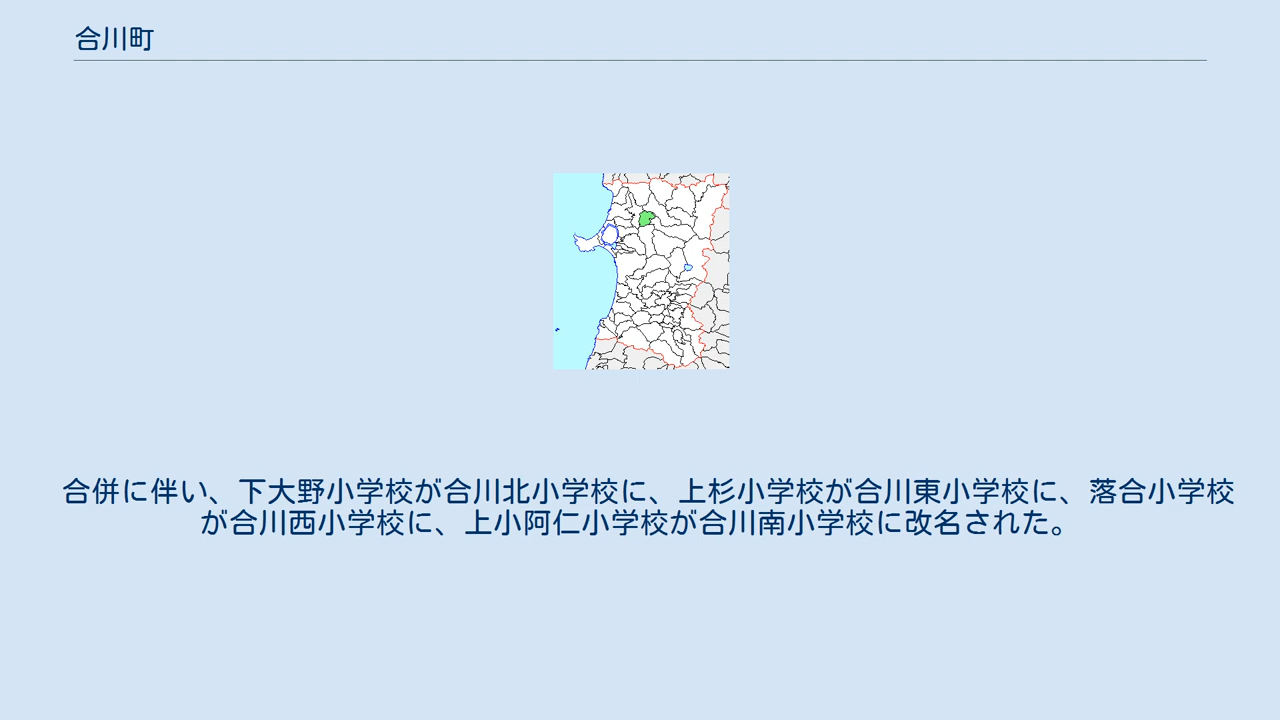 合川町
合併に伴い、下大野小学校が合川北小学校に、上杉小学校が合川東小学校に、落合小学校
が合川西小学校に、上小阿仁小学校が合川南小学校に改名された。